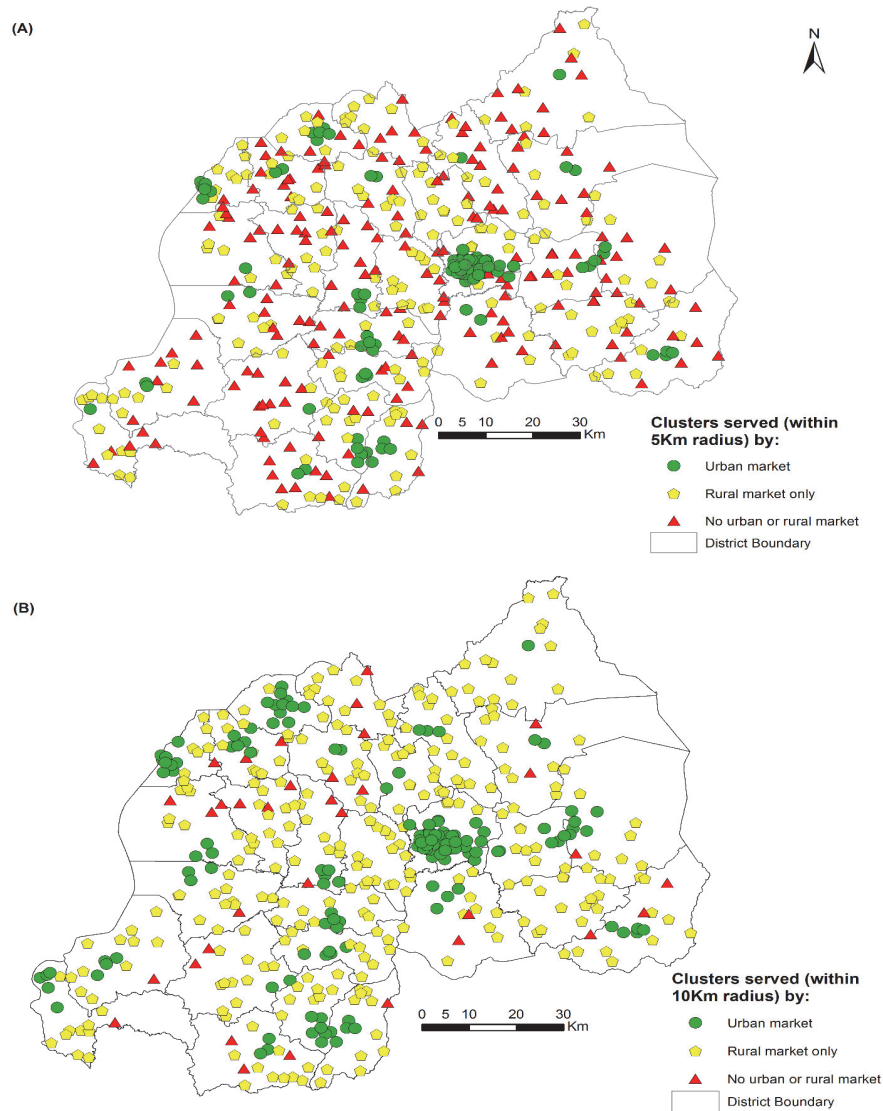 (A)
N
0 5 10 20 30
Km
Clusters served (within
5Km radius) by:
Urban market
Rural market only
No urban or rural market
District Boundary
(B)
Clusters served (within
10Km radius) by:
0 5 10 20 30
Km
Urban market
Rural market only
No urban or rural market
District Boundary